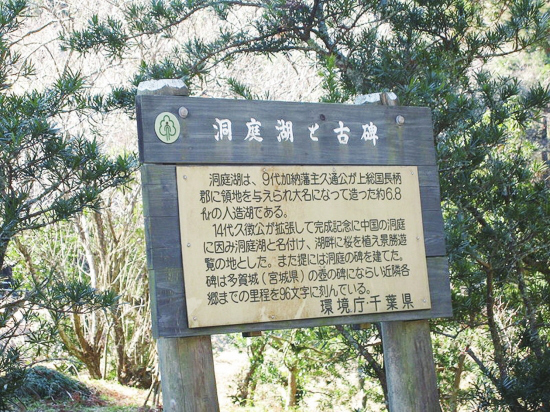 洞庭湖と古碑
洞庭湖は、9代加納藩主久通公が上総国長柄
郡に領地を与えられ大名になって造った約6.8
haの人造湖である。
14代久徴公が拡張して完成記念に中国の洞庭
に因み洞庭湖と名付け、湖畔に桜を植え景勝遊
覧の地とした。また堤には洞庭の碑を建てた。
碑は多賀城(宮城県)の壺の碑にならい近隣各
郷までの里程を96文字に刻んでいる。
環境庁・千葉県